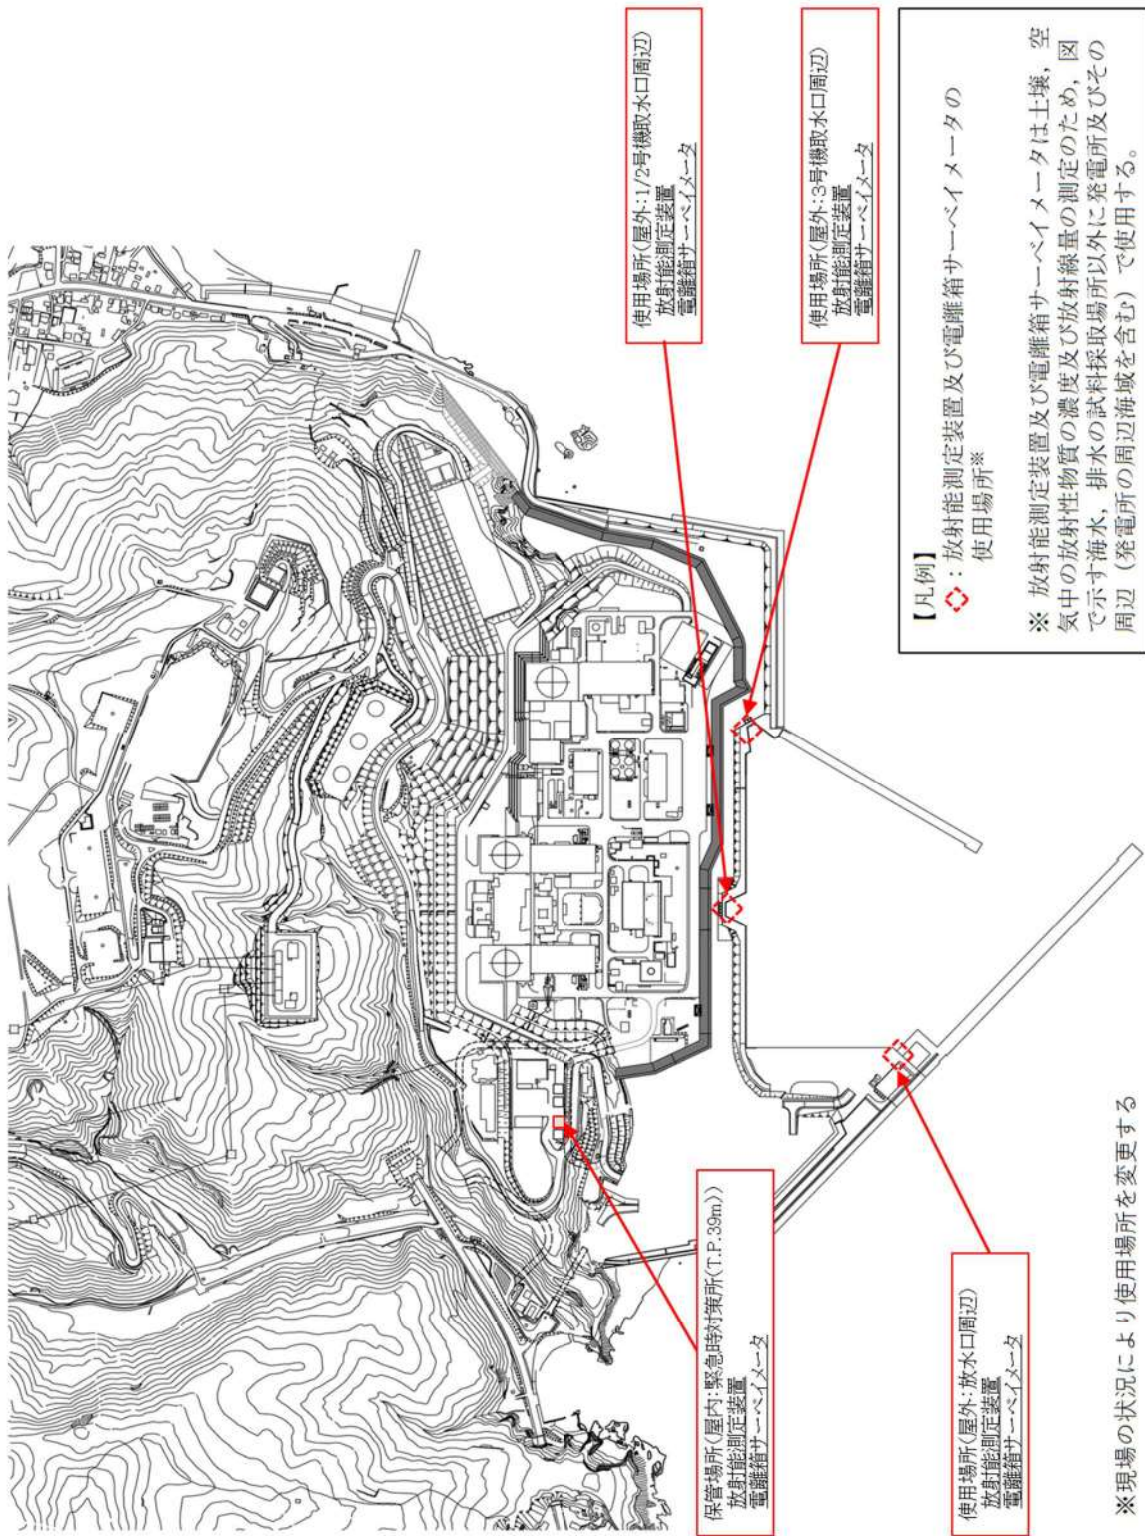 保管場所(屋内:緊急時対策所(T.P.39m))
放射能測定装置
電離箱サーベイメータ
使用場所(屋外:放水口周辺)
放射能測定装置
電離箱サーベイメータ
使用場所(屋外:1/2号機取水口周辺)
放射能測定装置
電離箱サーベイメータ
使用場所(屋外:3号機取水口周辺)
放射能測定装置
電離箱サーベイメータ
【凡例】
:放射能測定装置及び電離箱サーベイメータの
使用場所※
※ 放射能測定装置及び電離箱サーベイメータは土壌,空
気中の放射性物質の濃度及び放射線量の測定のため,図
で示す海水,排水の試料採取場所以外に発電所及びその
周辺(発電所の周辺海域を含む)で使用する。
※現場の状況により使用場所を変更する